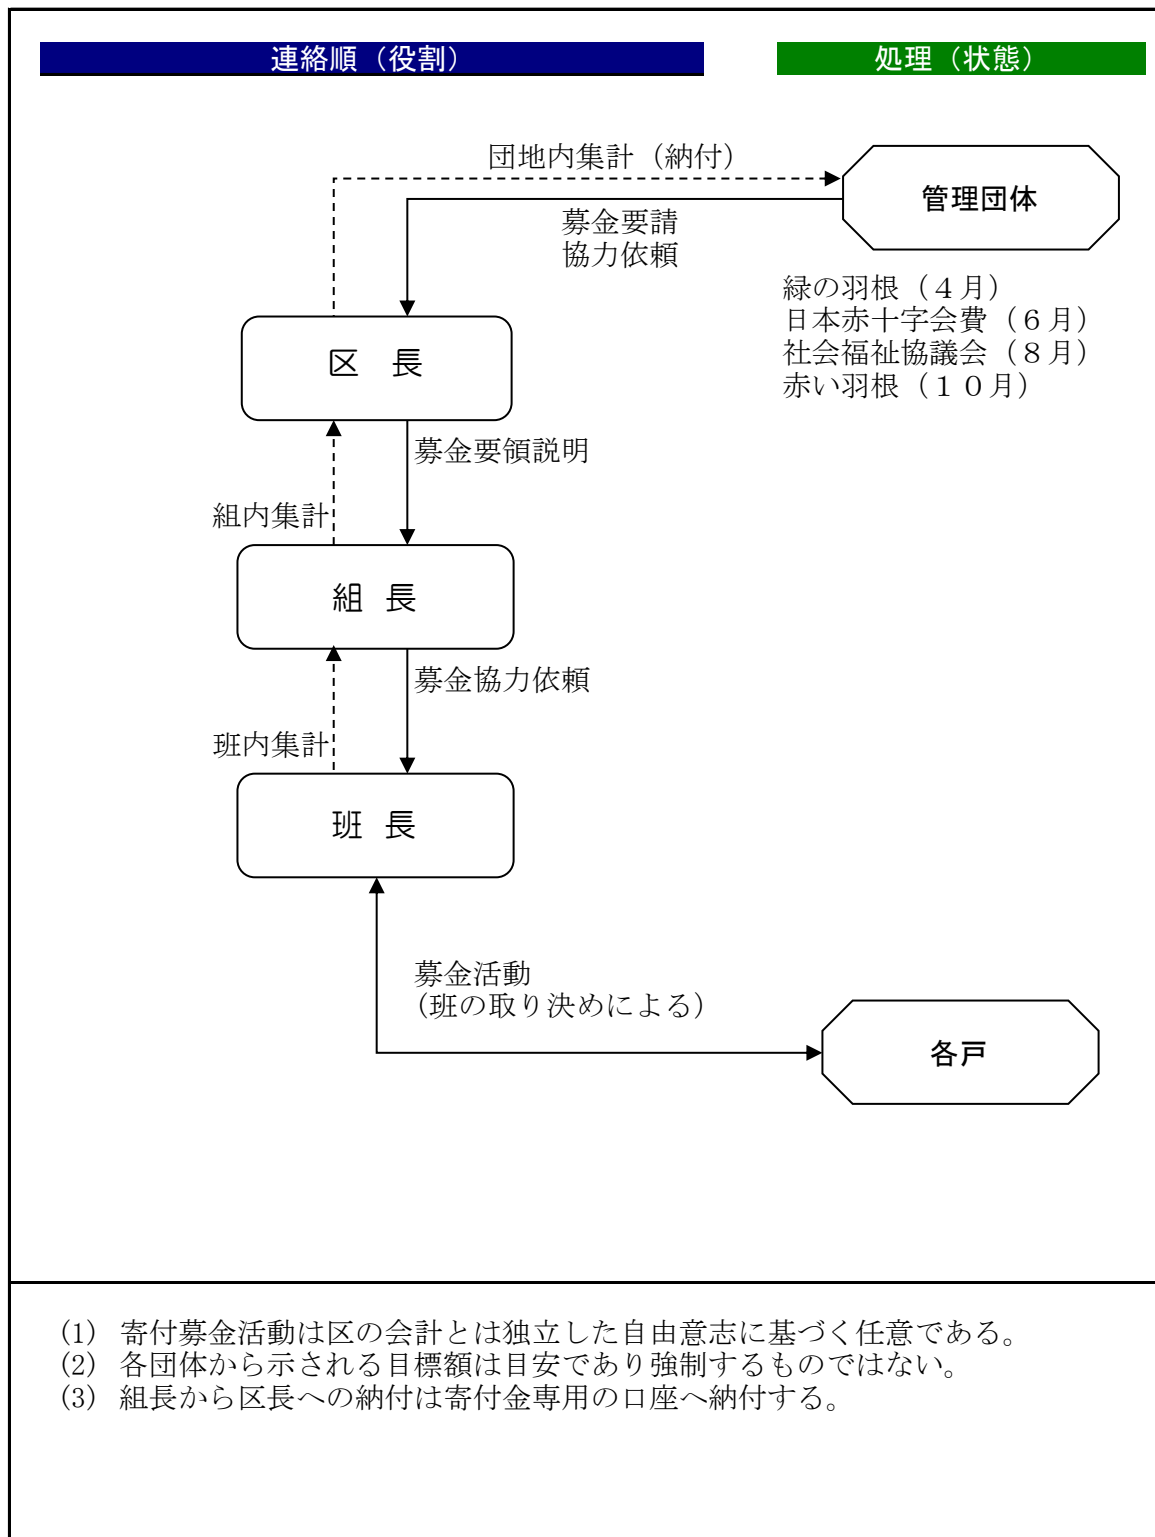 連絡順（役割）
処理（状態）
団地内集計（納付）
管理団体
募金要請
協力依頼
緑の羽根（４月）
日本赤十字会費（６月）
社会福祉協議会（８月）
赤い羽根（１０月）
区　長
募金要領説明
組内集計
組　長
募金協力依頼
班内集計
班　長
募金活動
（班の取り決めによる）
各戸
(1) 寄付募金活動は区の会計とは独立した自由意志に基づく任意である。
(2) 各団体から示される目標額は目安であり強制するものではない。
(3) 組長から区長への納付は寄付金専用の口座へ納付する。